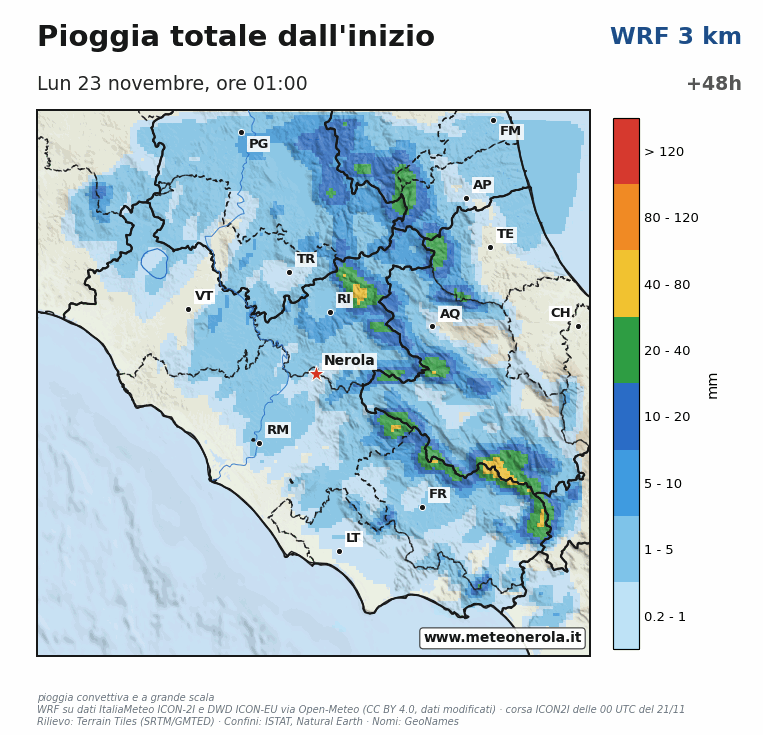 Pioggia totale dall'inizio
WRF 3 km
Lun 23 novembre, ore 01:00
+48h
FM
PG
AP
TE
TR
VT
RI
AQ
CH
Nerola
RM
FR
LT
www.meteonerola.it
> 120
80 - 120
40 - 80
20 - 40
10 - 20
5 - 10
1 - 5
0.2 - 1
mm
pioggia convettiva e a grande scala
WRF su dati ItaliaMeteo ICON-2I e DWD ICON-EU via Open-Meteo (CC BY 4.0, dati modificati) · corsa ICON2I delle 00 UTC del 21/11
Rilievo: Terrain Tiles (SRTM/GMTED) · Confini: ISTAT, Natural Earth · Nomi: GeoNames